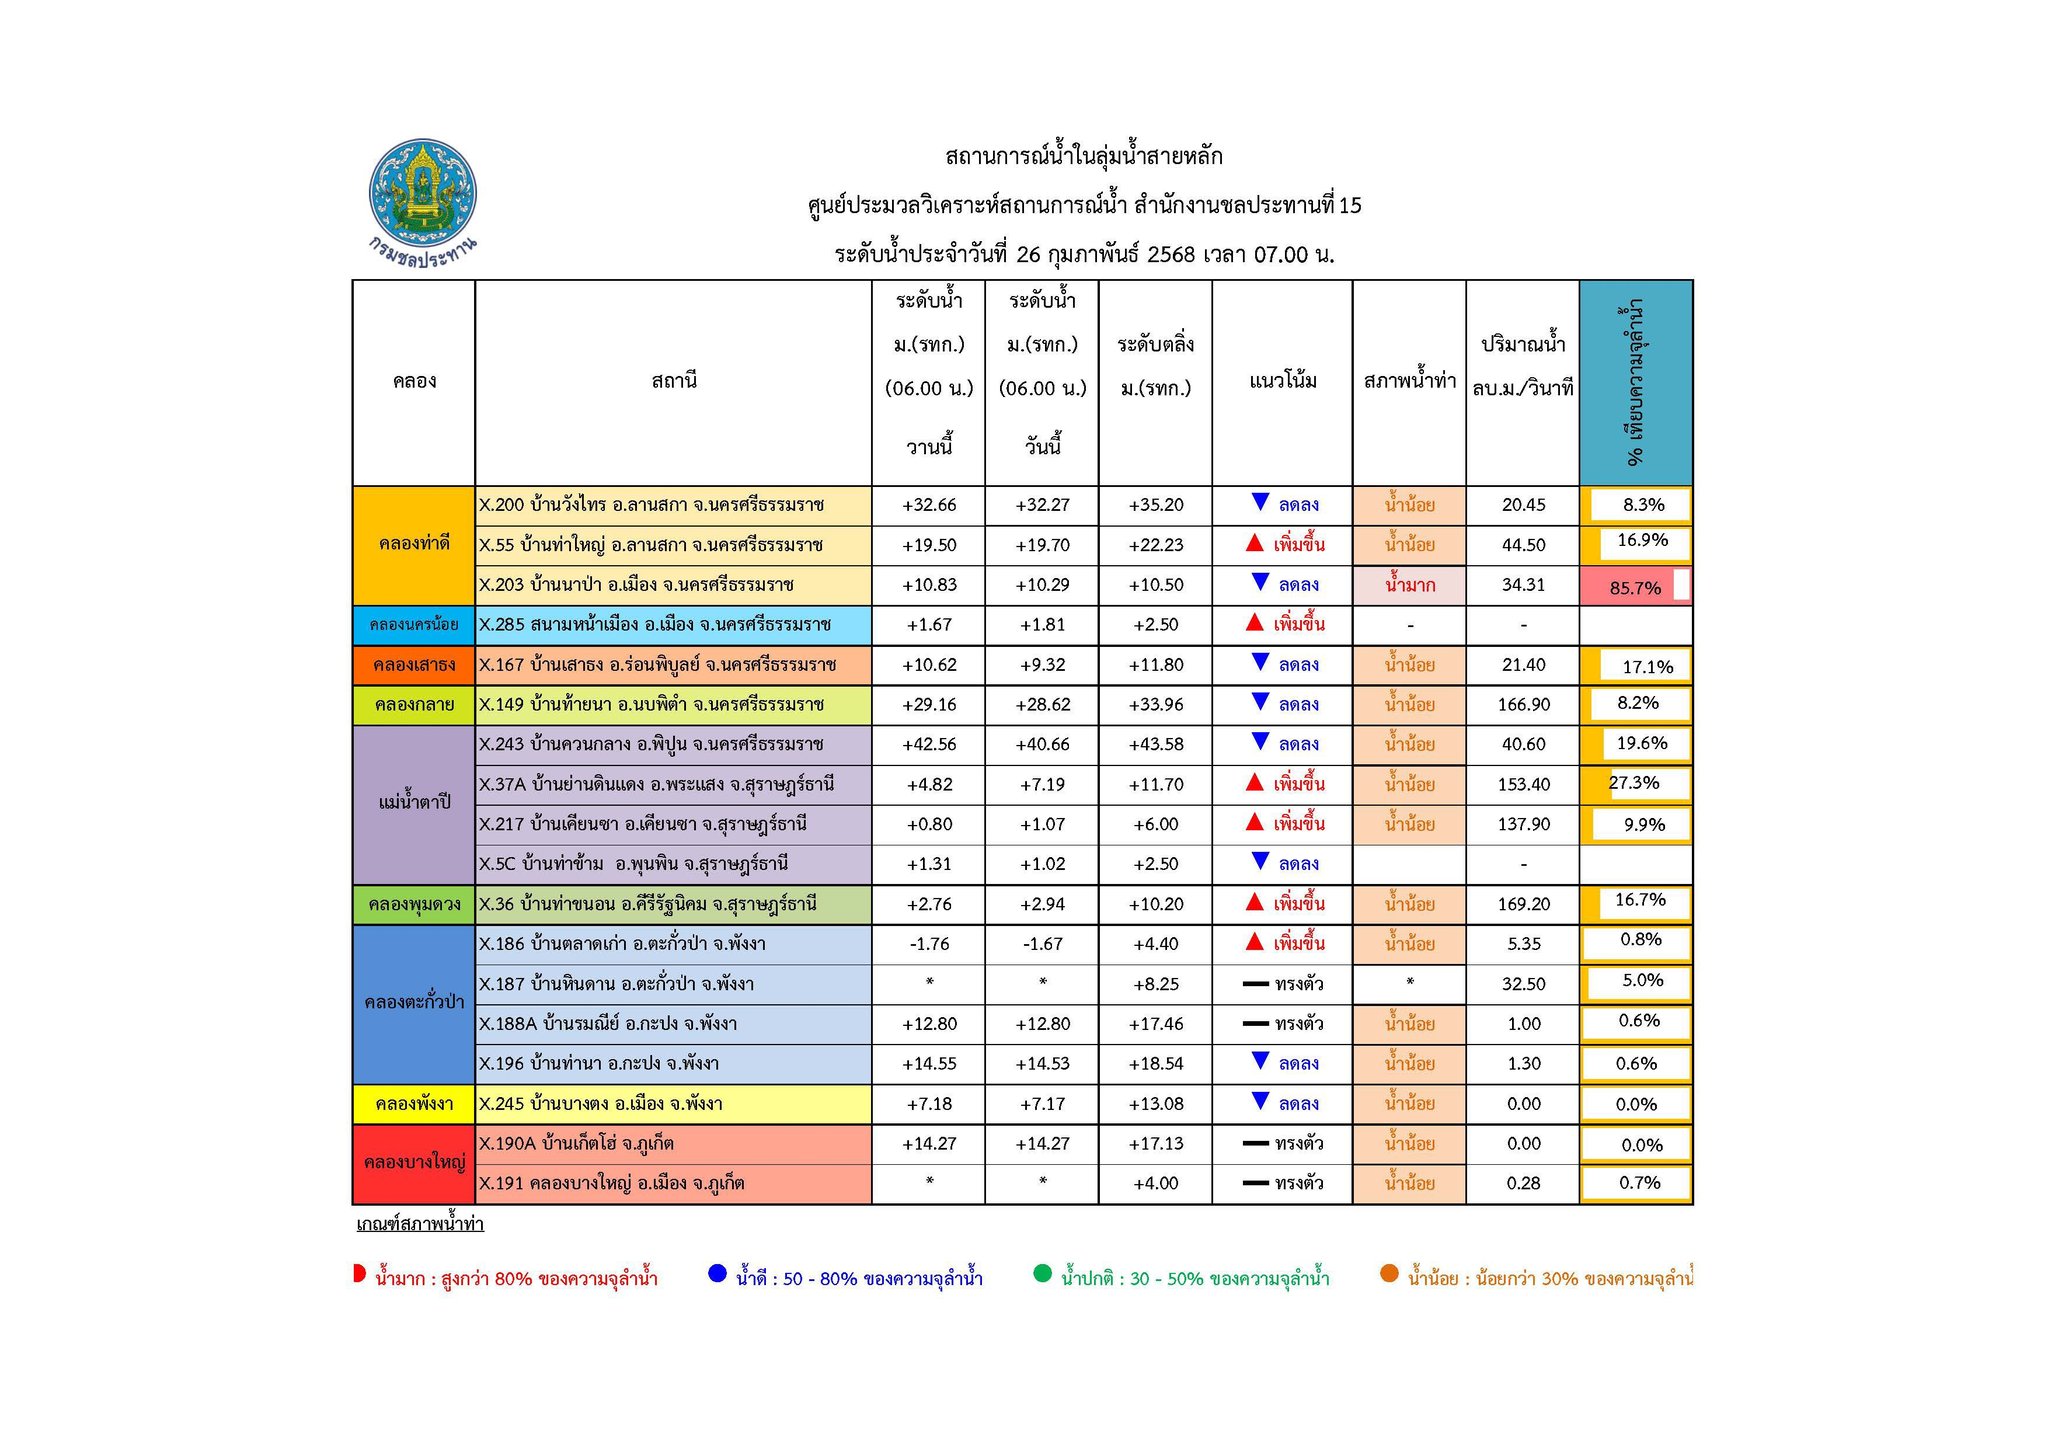 กรมชลประทาน
สถานการณ์น้ำในลุ่มน้ำสายหลัก
ศูนย์ประมวลวิเคราะห์สถานการณ์น้ำ สำนักงานชลประทานที่ 15
ระดับน้ำประจำวันที่ 26 กุมภาพันธ์ 2568 เวลา 07.00 น.
คลอง สถานี ระดับน้ำ ม.(รทก.) (06.00 น.) วานนี้ ระดับน้ำ ม.(รทก.) (06.00 น.) วันนี้ ระดับตลิ่ง ม.(รทก.) แนวโน้ม สภาพน้ำท่า ปริมาณน้ำ ลบ.ม./วินาที % เทียบความจุลำน้ำ
คลองท่าดี X.200 บ้านวังไทร อ.ลานสกา จ.นครศรีธรรมราช +32.66 +32.27 +35.20 ▼ ลดลง น้ำน้อย 20.45 8.3%
X.55 บ้านท่าใหญ่ อ.ลานสกา จ.นครศรีธรรมราช +19.50 +19.70 +22.23 ▲ เพิ่มขึ้น น้ำน้อย 44.50 16.9%
X.203 บ้านนาป่า อ.เมือง จ.นครศรีธรรมราช +10.83 +10.29 +10.50 ▼ ลดลง น้ำมาก 34.31 85.7%
คลองนครน้อย X.285 สนามหน้าเมือง อ.เมือง จ.นครศรีธรรมราช +1.67 +1.81 +2.50 ▲ เพิ่มขึ้น - -
คลองเสาธง X.167 บ้านเสาธง อ.ร่อนพิบูลย์ จ.นครศรีธรรมราช +10.62 +9.32 +11.80 ▼ ลดลง น้ำน้อย 21.40 17.1%
คลองกลาย X.149 บ้านท้ายนา อ.นบพิตำ จ.นครศรีธรรมราช +29.16 +28.62 +33.96 ▼ ลดลง น้ำน้อย 166.90 8.2%
แม่น้ำตาปี X.243 บ้านควนกลาง อ.พิปูน จ.นครศรีธรรมราช +42.56 +40.66 +43.58 ▼ ลดลง น้ำน้อย 40.60 19.6%
X.37A บ้านย่านดินแดง อ.พระแสง จ.สุราษฎร์ธานี +4.82 +7.19 +11.70 ▲ เพิ่มขึ้น น้ำน้อย 153.40 27.3%
X.217 บ้านเคียนซา อ.เคียนซา จ.สุราษฎร์ธานี +0.80 +1.07 +6.00 ▲ เพิ่มขึ้น น้ำน้อย 137.90 9.9%
X.5C บ้านท่าข้าม อ.พุนพิน จ.สุราษฎร์ธานี +1.31 +1.02 +2.50 ▼ ลดลง -
คลองพุมดวง X.36 บ้านท่าขนอน อ.คีรีรัฐนิคม จ.สุราษฎร์ธานี +2.76 +2.94 +10.20 ▲ เพิ่มขึ้น น้ำน้อย 169.20 16.7%
คลองตะกั่วป่า X.186 บ้านตลาดเก่า อ.ตะกั่วป่า จ.พังงา -1.76 -1.67 +4.40 ▲ เพิ่มขึ้น น้ำน้อย 5.35 0.8%
X.187 บ้านหินดาน อ.ตะกั่วป่า จ.พังงา * * +8.25 ทรงตัว * 32.50 5.0%
X.188A บ้านรมณีย์ อ.กะปง จ.พังงา +12.80 +12.80 +17.46 ทรงตัว น้ำน้อย 1.00 0.6%
X.196 บ้านท่านา อ.กะปง จ.พังงา +14.55 +14.53 +18.54 ▼ ลดลง น้ำน้อย 1.30 0.6%
คลองพังงา X.245 บ้านบางตง อ.เมือง จ.พังงา +7.18 +7.17 +13.08 ▼ ลดลง น้ำน้อย 0.00 0.0%
คลองบางใหญ่ X.190A บ้านเก็ตโฮ่ จ.ภูเก็ต +14.27 +14.27 +17.13 ทรงตัว น้ำน้อย 0.00 0.0%
X.191 คลองบางใหญ่ อ.เมือง จ.ภูเก็ต * * +4.00 ทรงตัว น้ำน้อย 0.28 0.7%
เกณฑ์สภาพน้ำท่า
น้ำมาก : สูงกว่า 80% ของความจุลำน้ำ น้ำดี : 50 - 80% ของความจุลำน้ำ น้ำปกติ : 30 - 50% ของความจุลำน้ำ น้ำน้อย : น้อยกว่า 30% ของความจุลำน้